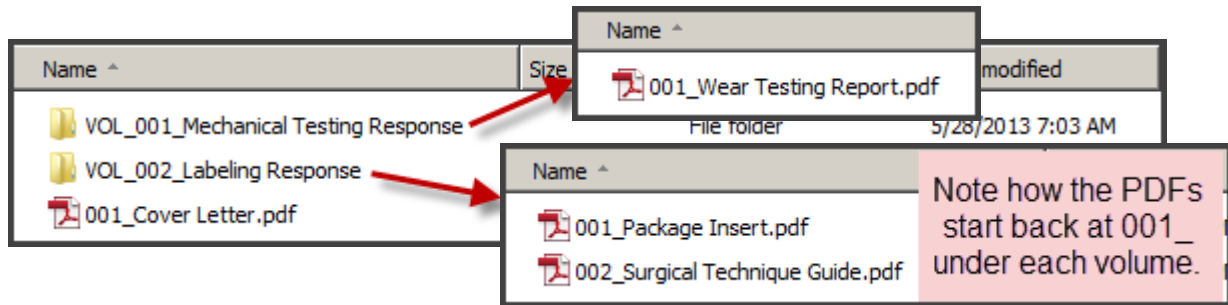 Name
Size
modified
VOL_001_Mechanical Testing Response
File folder
5/28/2013 7:03 AM
VOL_002_Labeling Response
001_Cover Letter.pdf
Name
001_Wear Testing Report.pdf
Name
001_Package Insert.pdf
002_Surgical Technique Guide.pdf
Note how the PDFs
start back at 001_
under each volume.